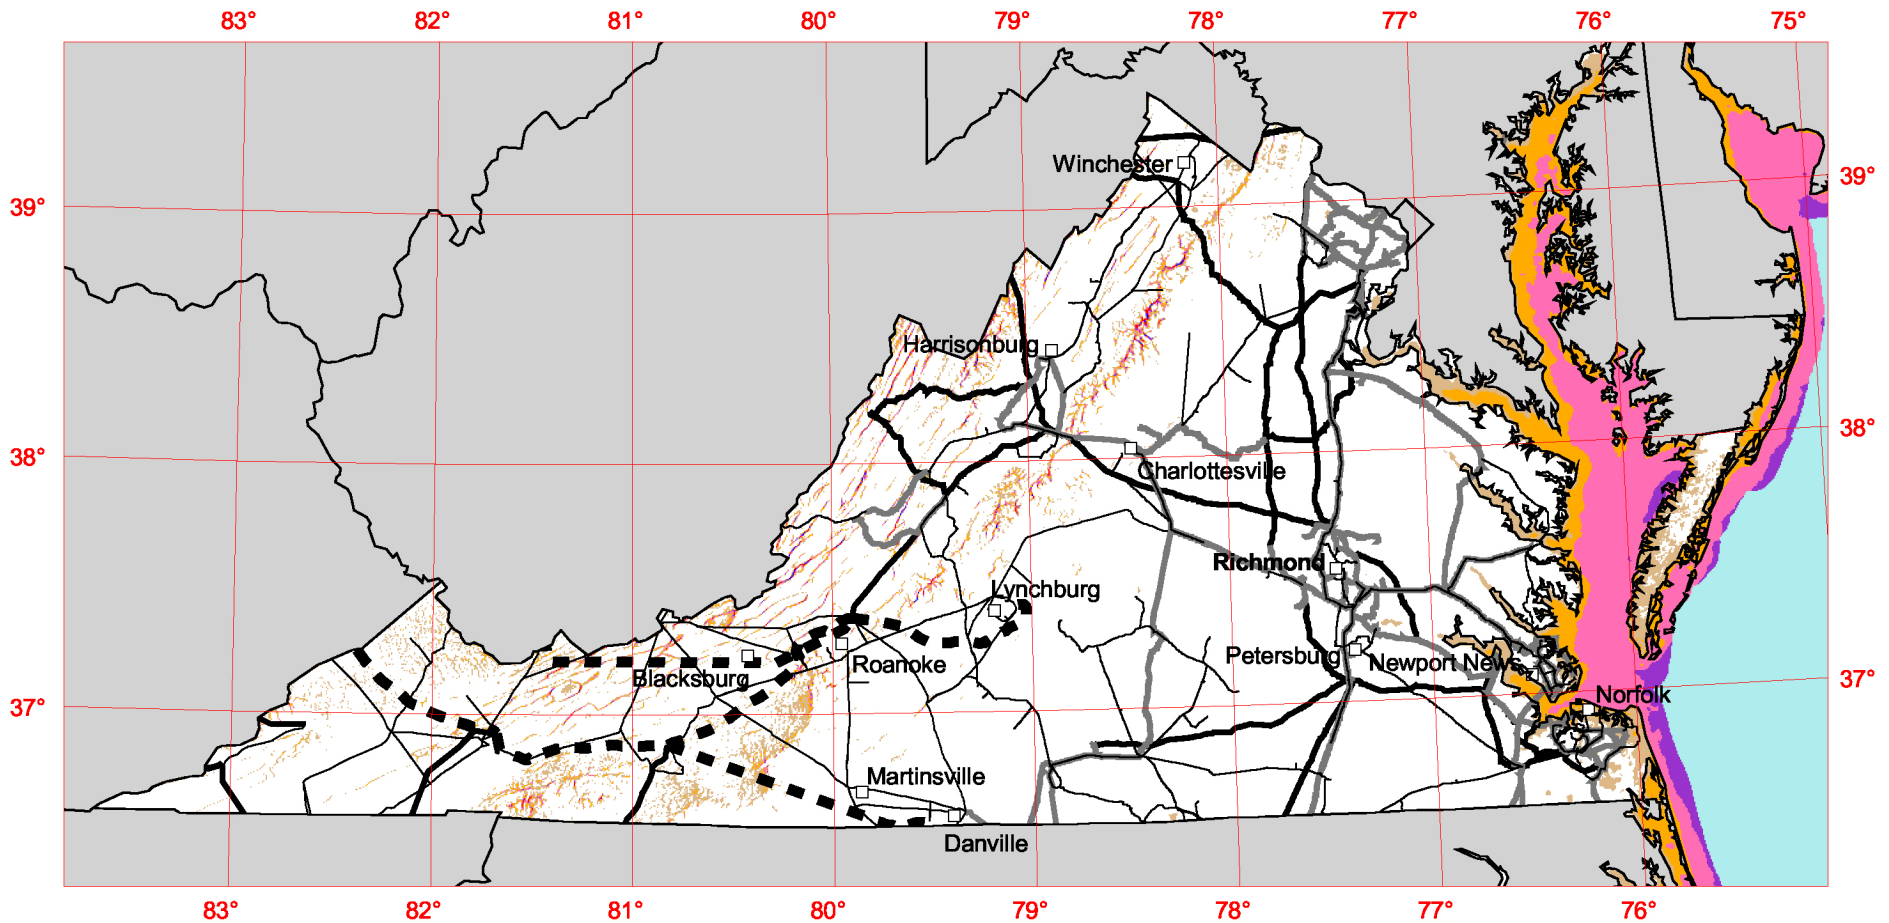 83° 82° 81° 80° 79° 78° 77° 76° 75°
Winchester
39° 39°
Harrisonburg
38° 38°
Charlottesville
Richmond
Lynchburg
Petersburg Newport News
Roanoke
Blacksburg
37° 37°
Norfolk
Martinsville
Danville
83° 82° 81° 80° 79° 78° 77° 76°